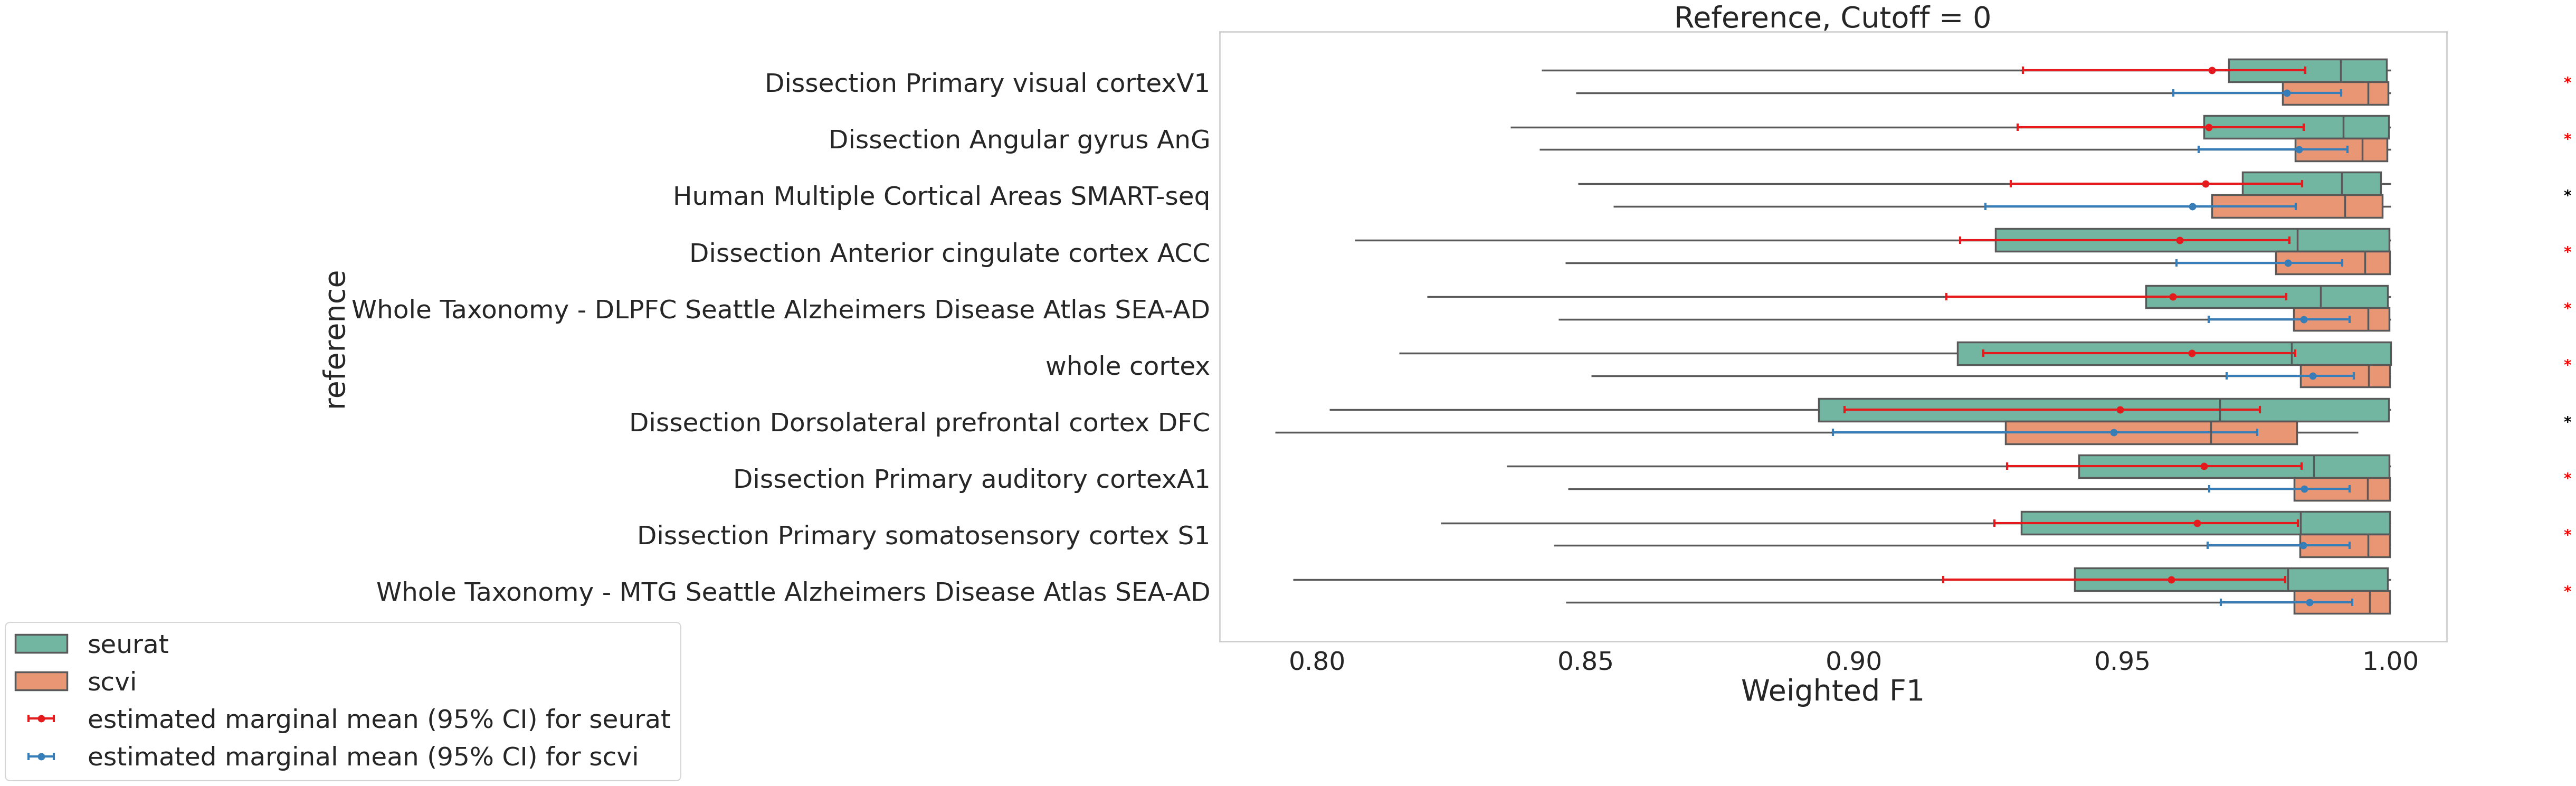 Reference, Cutoff = 0
Dissection Primary visual cortexV1
*
Dissection Angular gyrus AnG
*
Human Multiple Cortical Areas SMART-seq
*
Dissection Anterior cingulate cortex ACC
*
Whole Taxonomy - DLPFC Seattle Alzheimers Disease Atlas SEA-AD
*
whole cortex
*
Dissection Dorsolateral prefrontal cortex DFC
*
Dissection Primary auditory cortexA1
*
Dissection Primary somatosensory cortex S1
*
Whole Taxonomy - MTG Seattle Alzheimers Disease Atlas SEA-AD
*
reference
0.80 0.85 0.90 0.95 1.00
Weighted F1
seurat
scvi
estimated marginal mean (95% CI) for seurat
estimated marginal mean (95% CI) for scvi